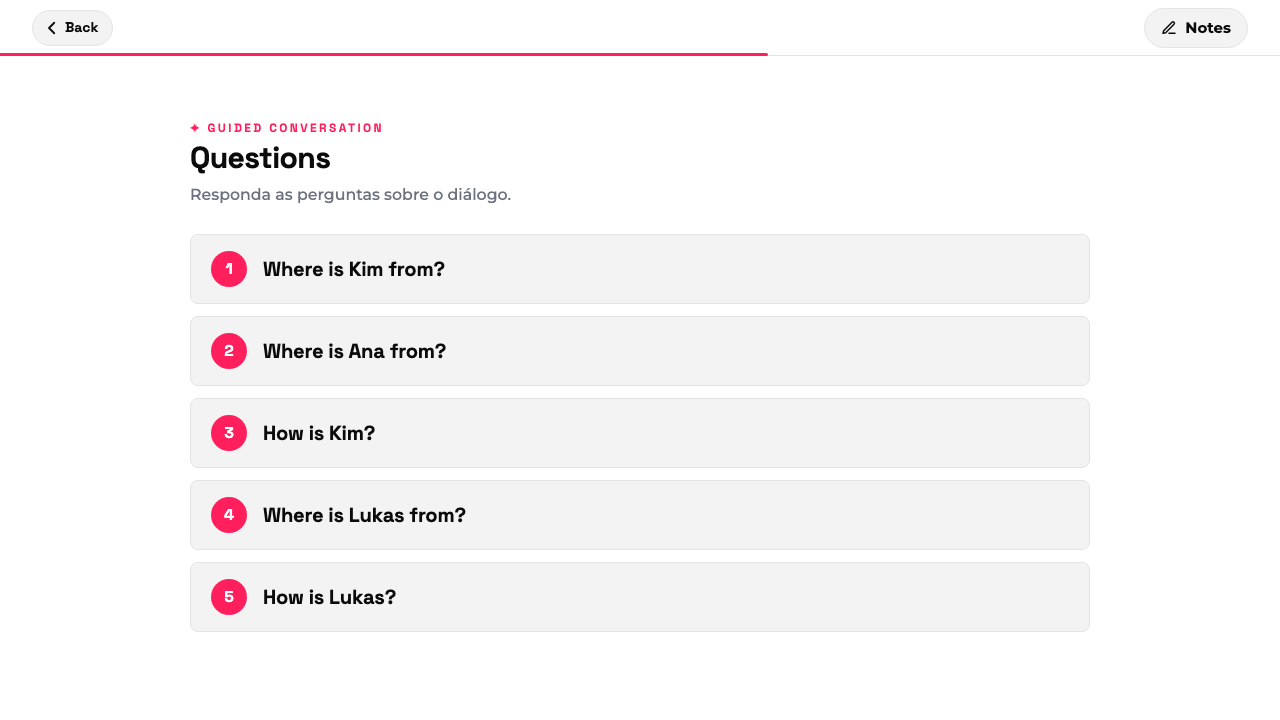 Back
Notes
✦ GUIDED CONVERSATION
Questions
Responda as perguntas sobre o diálogo.
1 Where is Kim from?
2 Where is Ana from?
3 How is Kim?
4 Where is Lukas from?
5 How is Lukas?